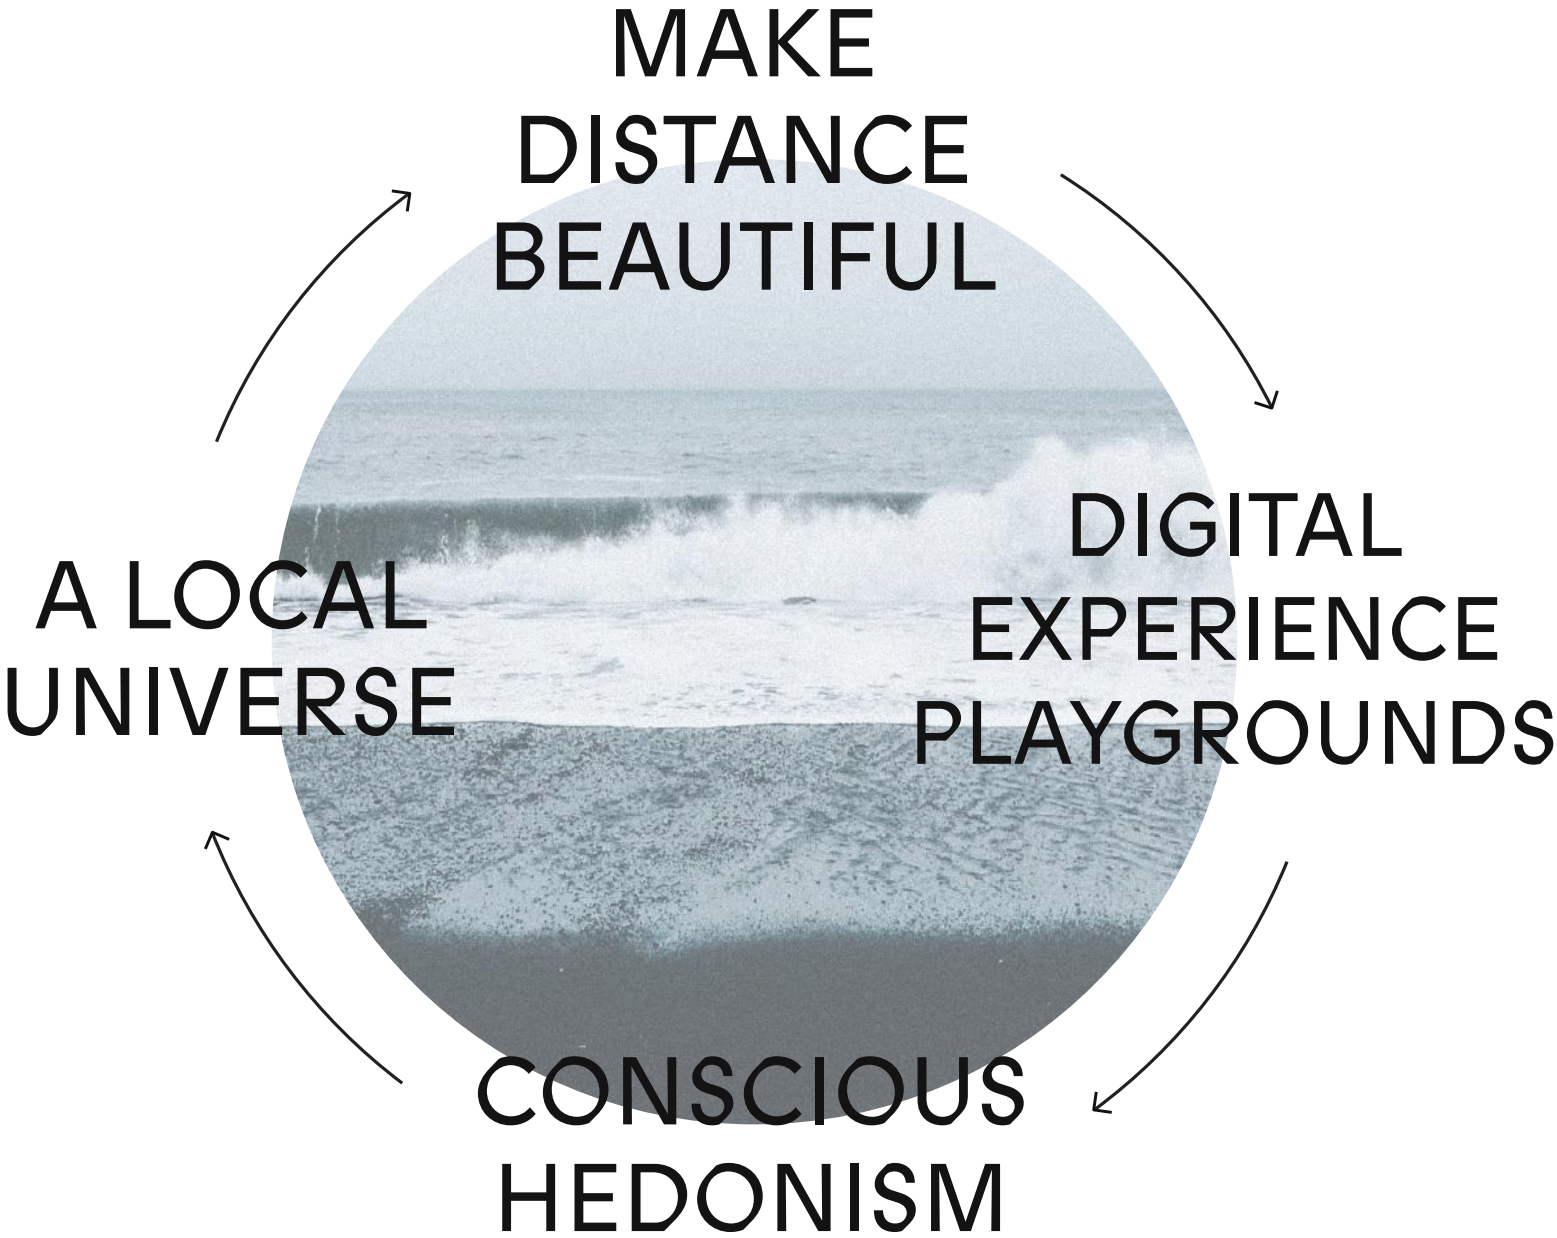 MAKE
DISTANCE
BEAUTIFUL
DIGITAL
EXPERIENCE
PLAYGROUNDS
CONSCIOUS
HEDONISM
A LOCAL
UNIVERSE